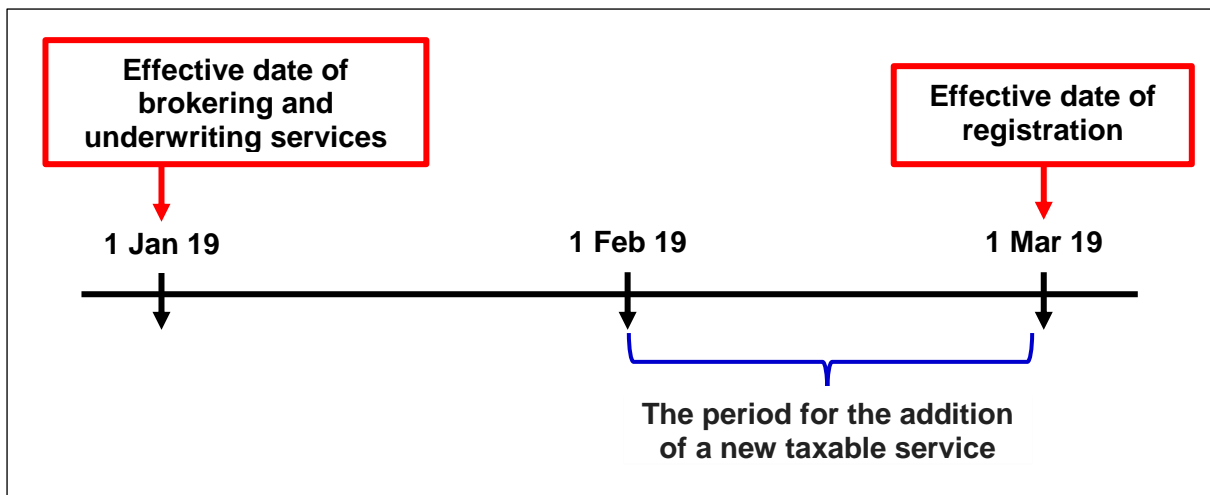 Effective date of
brokering and
underwriting services
Effective date of
registration
1 Jan 19
1 Feb 19
1 Mar 19
The period for the addition
of a new taxable service